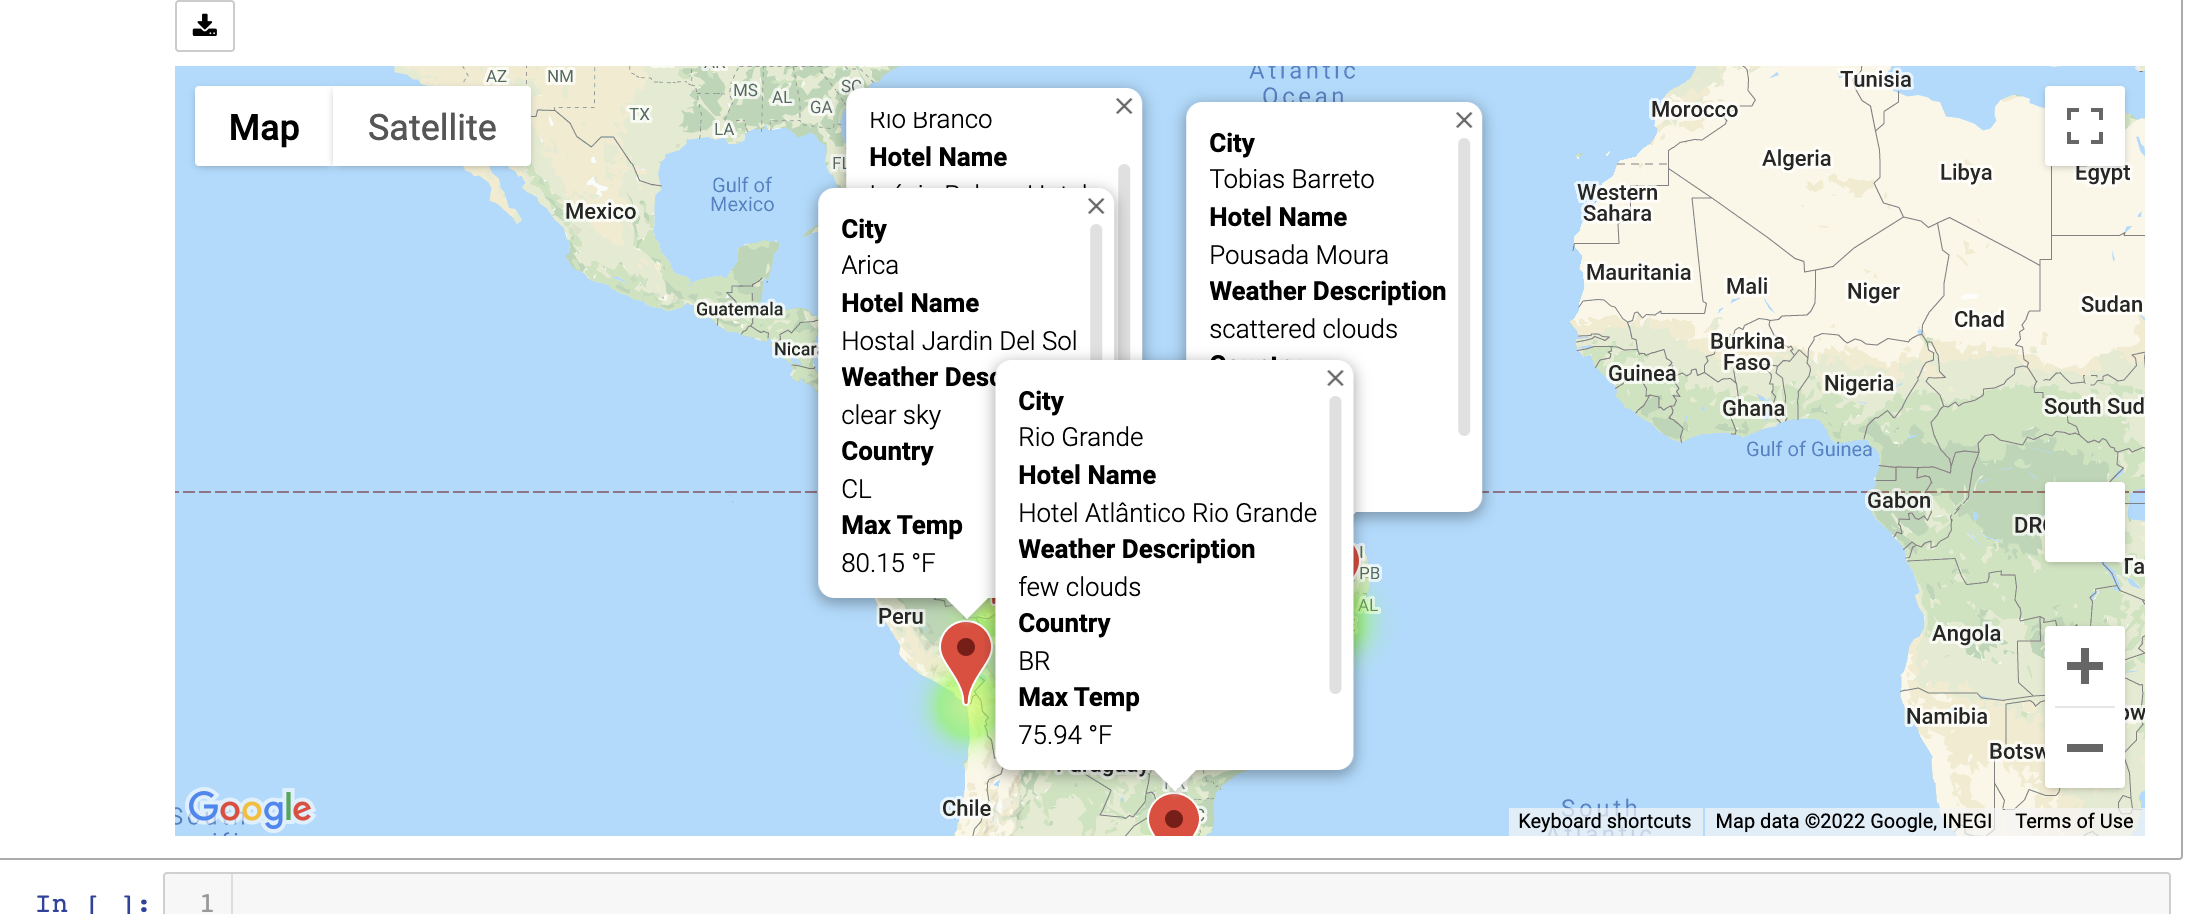 Map
Satellite
AZ
NM
TX
MS
AL
GA
SC
LA
FL
Gulf of
Mexico
Mexico
Guatemala
Nicar
Rio Branco
Hotel Name
City
Arica
Hotel Name
Hostal Jardin Del Sol
Weather Desc
clear sky
Country
CL
Max Temp
80.15 °F
City
Rio Grande
Hotel Name
Hotel Atlântico Rio Grande
Weather Description
few clouds
Country
BR
Max Temp
75.94 °F
Atlantic
Ocean
City
Tobias Barreto
Hotel Name
Pousada Moura
Weather Description
scattered clouds
PB
AL
Peru
Chile
Paraguay
Tunisia
Morocco
Algeria
Libya
Egypt
Western
Sahara
Mauritania
Mali
Niger
Chad
Sudan
Burkina
Faso
Guinea
Nigeria
Ghana
South Sud
Gulf of Guinea
Gabon
DR
Ta
Angola
Namibia
Botsw
South
Atlantic
Google
Keyboard shortcuts
Map data ©2022 Google, INEGI
Terms of Use
In [ ]:
1